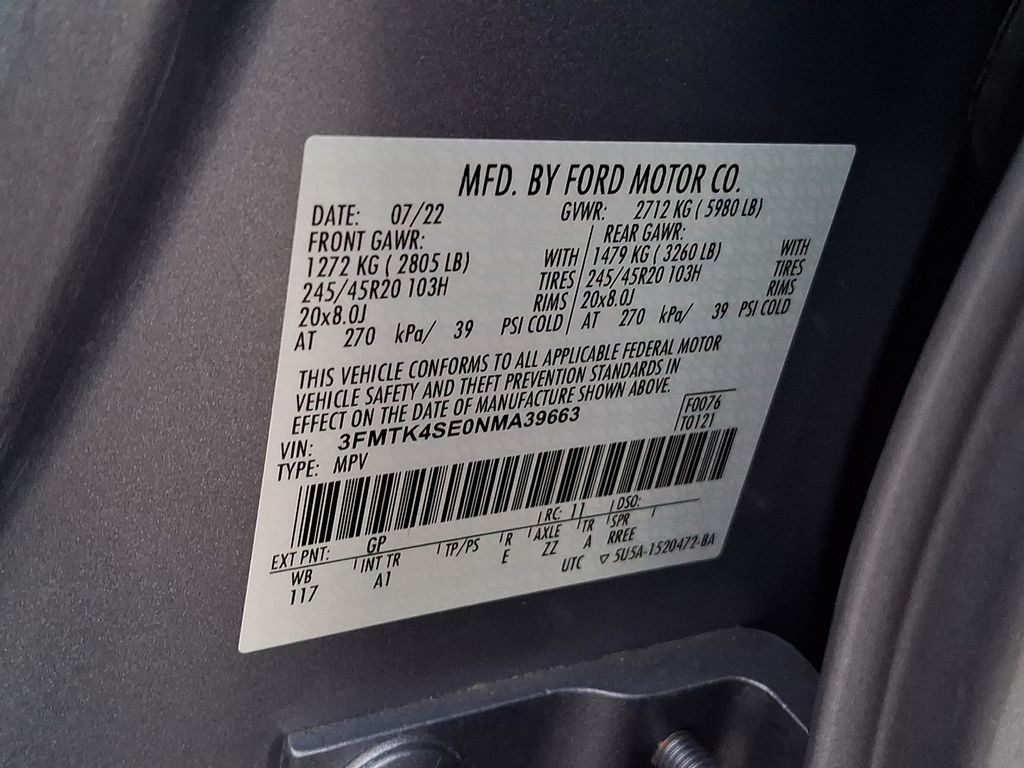 MFD. BY FORD MOTOR CO.
DATE: 07/22 GVWR: 2712 KG ( 5980 LB)
FRONT GAWR: REAR GAWR:
1272 KG ( 2805 LB) WITH 1479 KG ( 3260 LB) WITH
245/45R20 103H TIRES 245/45R20 103H TIRES
20x8.0J RIMS 20x8.0J RIMS
AT 270 kPa/ 39 PSI COLD AT 270 kPa/ 39 PSI COLD
THIS VEHICLE CONFORMS TO ALL APPLICABLE FEDERAL MOTOR
VEHICLE SAFETY AND THEFT PREVENTION STANDARDS IN
EFFECT ON THE DATE OF MANUFACTURE SHOWN ABOVE.
VIN: 3FMTK4SE0NMA39663 F0076
TYPE: MPV T0121
EXT PNT: GP RC: 11 DSO:
WB INT TR TP/PS R AXLE TR SPR
117 A1 E ZZ A RREE
UTC ▽ 5U5A-1520472-BA